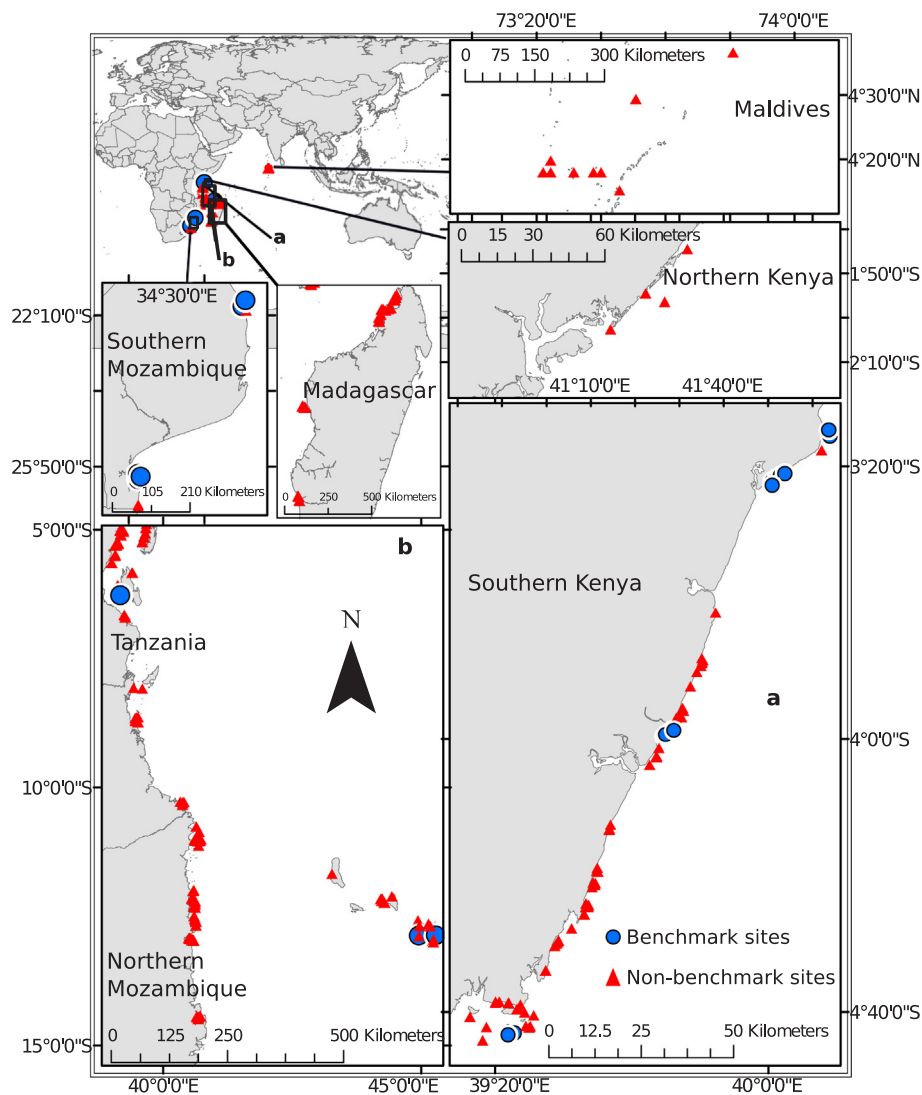 73°20'0"E
74°0'0"E
0 75 150 300 Kilometers
Maldives
4°30'0"N
4°20'0"N
a
b
0 15 30 60 Kilometers
Northern Kenya
1°50'0"S
2°10'0"S
41°10'0"E
41°40'0"E
34°30'0"E
22°10'0"S
Southern
Mozambique
25°50'0"S
0 105 210 Kilometers
Madagascar
0 250 500 Kilometers
3°20'0"S
5°0'0"S
b
Southern Kenya
N
Tanzania
a
4°0'0"S
10°0'0"S
Benchmark sites
Non-benchmark sites
Northern
Mozambique
0 125 250 500 Kilometers
0 12.5 25 50 Kilometers
4°40'0"S
15°0'0"S
40°0'0"E
45°0'0"E
39°20'0"E
40°0'0"E